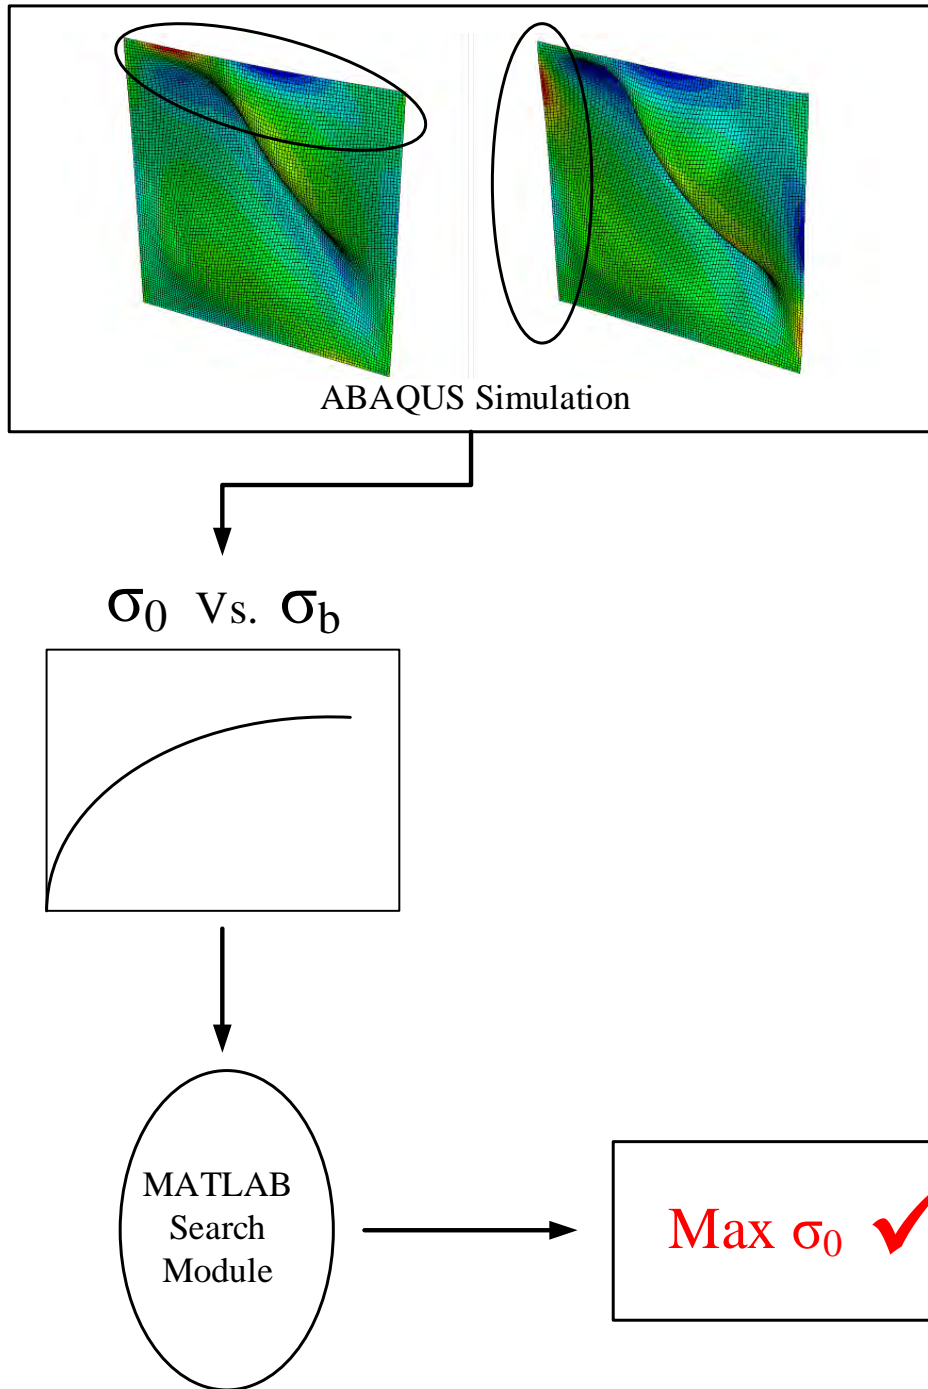 ABAQUS Simulation
σ₀ Vs. σb
MATLAB
Search
Module
Max σ₀ ✓